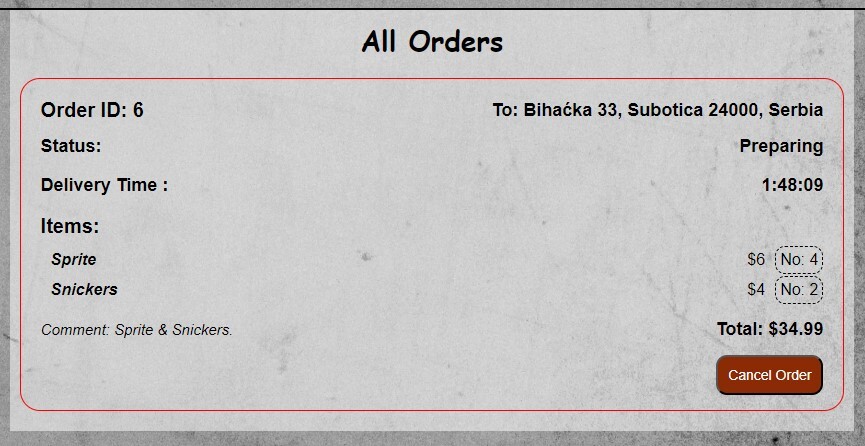 All Orders
Order ID: 6 To: Bihaćka 33, Subotica 24000, Serbia
Status: Preparing
Delivery Time : 1:48:09
Items:
Sprite $6 No: 4
Snickers $4 No: 2
Comment: Sprite & Snickers. Total: $34.99
Cancel Order